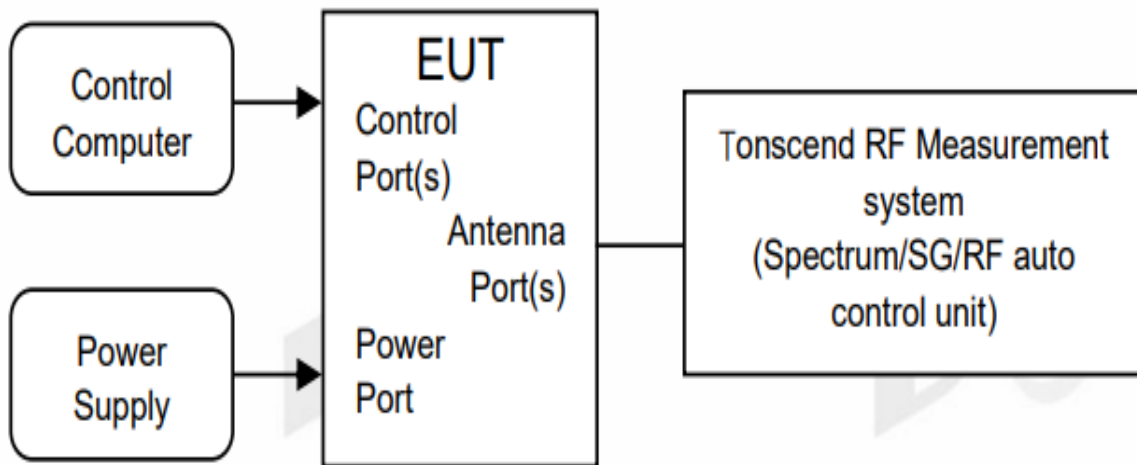 Control
Computer
EUT
Control
Port(s)
Antenna
Port(s)
Power
Port
Power
Supply
Tonscend RF Measurement
system
(Spectrum/SG/RF auto
control unit)